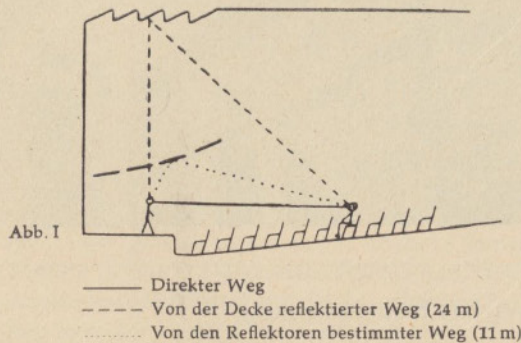 Abb. I
Direkter Weg
Von der Decke reflektierter Weg (24 m)
Von den Reflektoren bestimmter Weg (11 m)